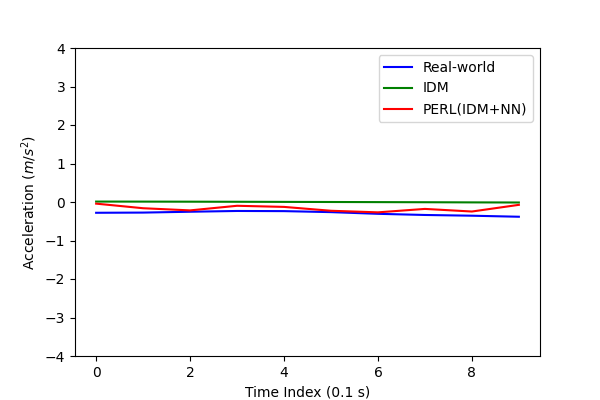 Real-world
IDM
PERL(IDM+NN)
4
3
2
1
0
−1
−2
−3
−4
Acceleration (m/s²)
0 2 4 6 8
Time Index (0.1 s)